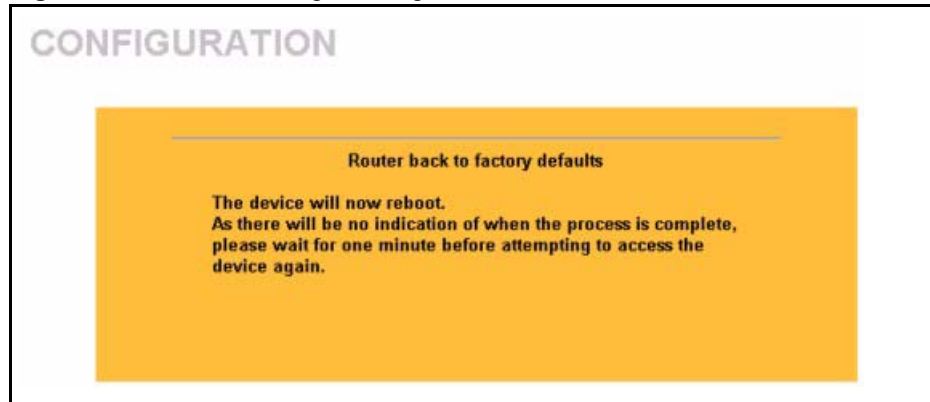 CONFIGURATION
Router back to factory defaults
The device will now reboot.
As there will be no indication of when the process is complete,
please wait for one minute before attempting to access the
device again.